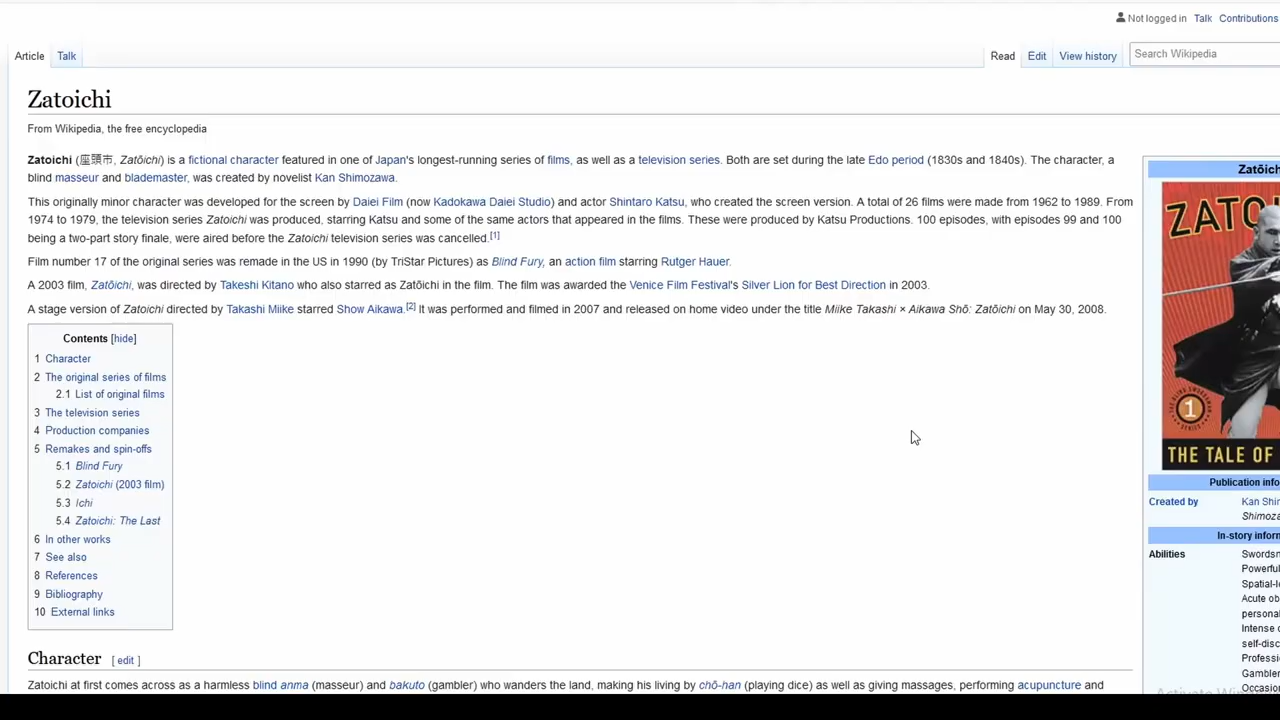 Not logged in Talk Contributions
Article Talk Read Edit View history Search Wikipedia
Zatoichi
From Wikipedia, the free encyclopedia
Zatoichi (座頭市, Zatōichi) is a fictional character featured in one of Japan's longest-running series of films, as well as a television series. Both are set during the late Edo period (1830s and 1840s). The character, a
blind masseur and blademaster, was created by novelist Kan Shimozawa.
This originally minor character was developed for the screen by Daiei Film (now Kadokawa Daiei Studio) and actor Shintaro Katsu, who created the screen version. A total of 26 films were made from 1962 to 1989. From
1974 to 1979, the television series Zatoichi was produced, starring Katsu and some of the same actors that appeared in the films. These were produced by Katsu Productions. 100 episodes, with episodes 99 and 100
being a two-part story finale, were aired before the Zatoichi television series was cancelled.[1]
Film number 17 of the original series was remade in the US in 1990 (by TriStar Pictures) as Blind Fury, an action film starring Rutger Hauer.
A 2003 film, Zatōichi, was directed by Takeshi Kitano who also starred as Zatōichi in the film. The film was awarded the Venice Film Festival's Silver Lion for Best Direction in 2003.
A stage version of Zatoichi directed by Takashi Miike starred Show Aikawa.[2] It was performed and filmed in 2007 and released on home video under the title Miike Takashi × Aikawa Shō: Zatōichi on May 30, 2008.
Contents [hide]
1 Character
2 The original series of films
2.1 List of original films
3 The television series
4 Production companies
5 Remakes and spin-offs
5.1 Blind Fury
5.2 Zatoichi (2003 film)
5.3 Ichi
5.4 Zatoichi: The Last
6 In other works
7 See also
8 References
9 Bibliography
10 External links
Character [ edit ]
Zatoichi at first comes across as a harmless blind anma (masseur) and bakuto (gambler) who wanders the land, making his living by chō-han (playing dice) as well as giving massages, performing acupuncture and
Zatōich
ZATO
1
THE TALE OF
Publication info
Created by Kan Shi
Shimoza
In-story inforr
Abilities Swordsn
Powerful
Spatial-l
Acute ob
personal
Intense
self-disc
Professi
Gambler
Occasion